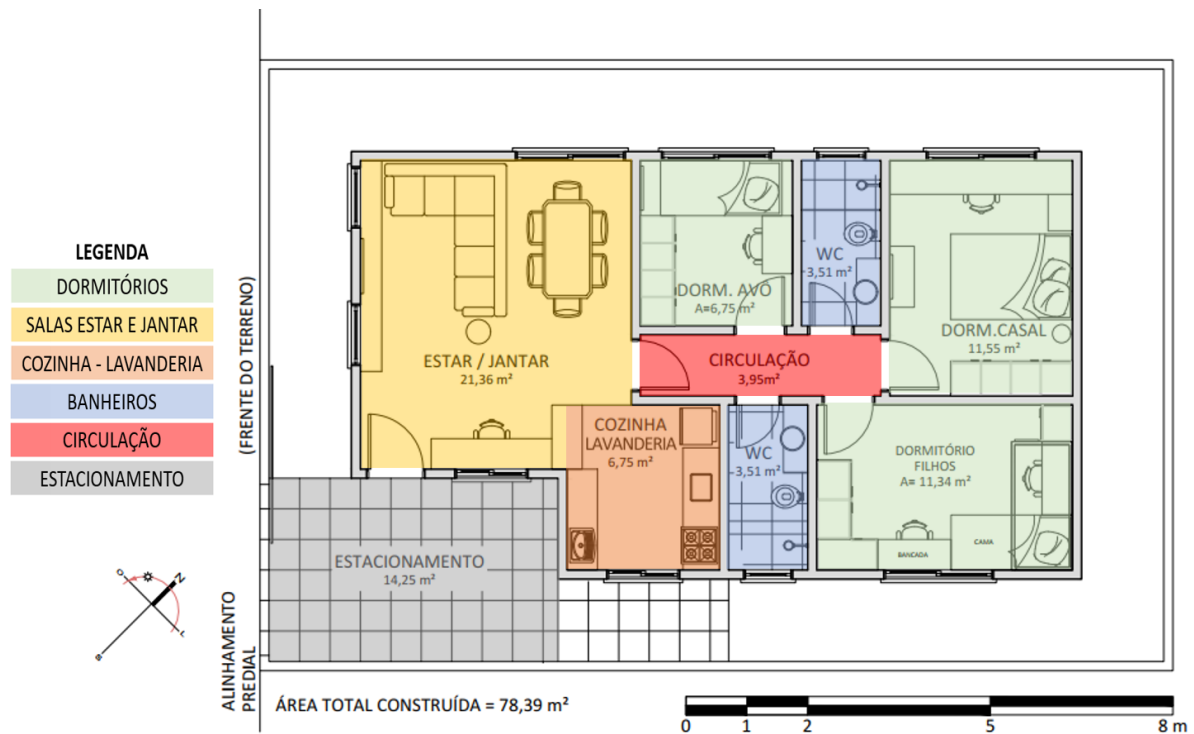 LEGENDA
DORMITÓRIOS
SALAS ESTAR E JANTAR
COZINHA - LAVANDERIA
BANHEIROS
CIRCULAÇÃO
ESTACIONAMENTO
(FRENTE DO TERRENO)
ALINHAMENTO
PREDIAL
ESTAR / JANTAR
21,36 m²
DORM. AVÓ
A=6,75 m²
WC
3,51 m²
DORM.CASAL
11,55 m²
CIRCULAÇÃO
3,95m²
COZINHA
LAVANDERIA
6,75 m²
WC
3,51 m²
DORMITÓRIO
FILHOS
A= 11,34 m²
BANCADA
CAMA
ESTACIONAMENTO
14,25 m²
O
N
L
S
ÁREA TOTAL CONSTRUÍDA = 78,39 m²
0 1 2 5 8 m